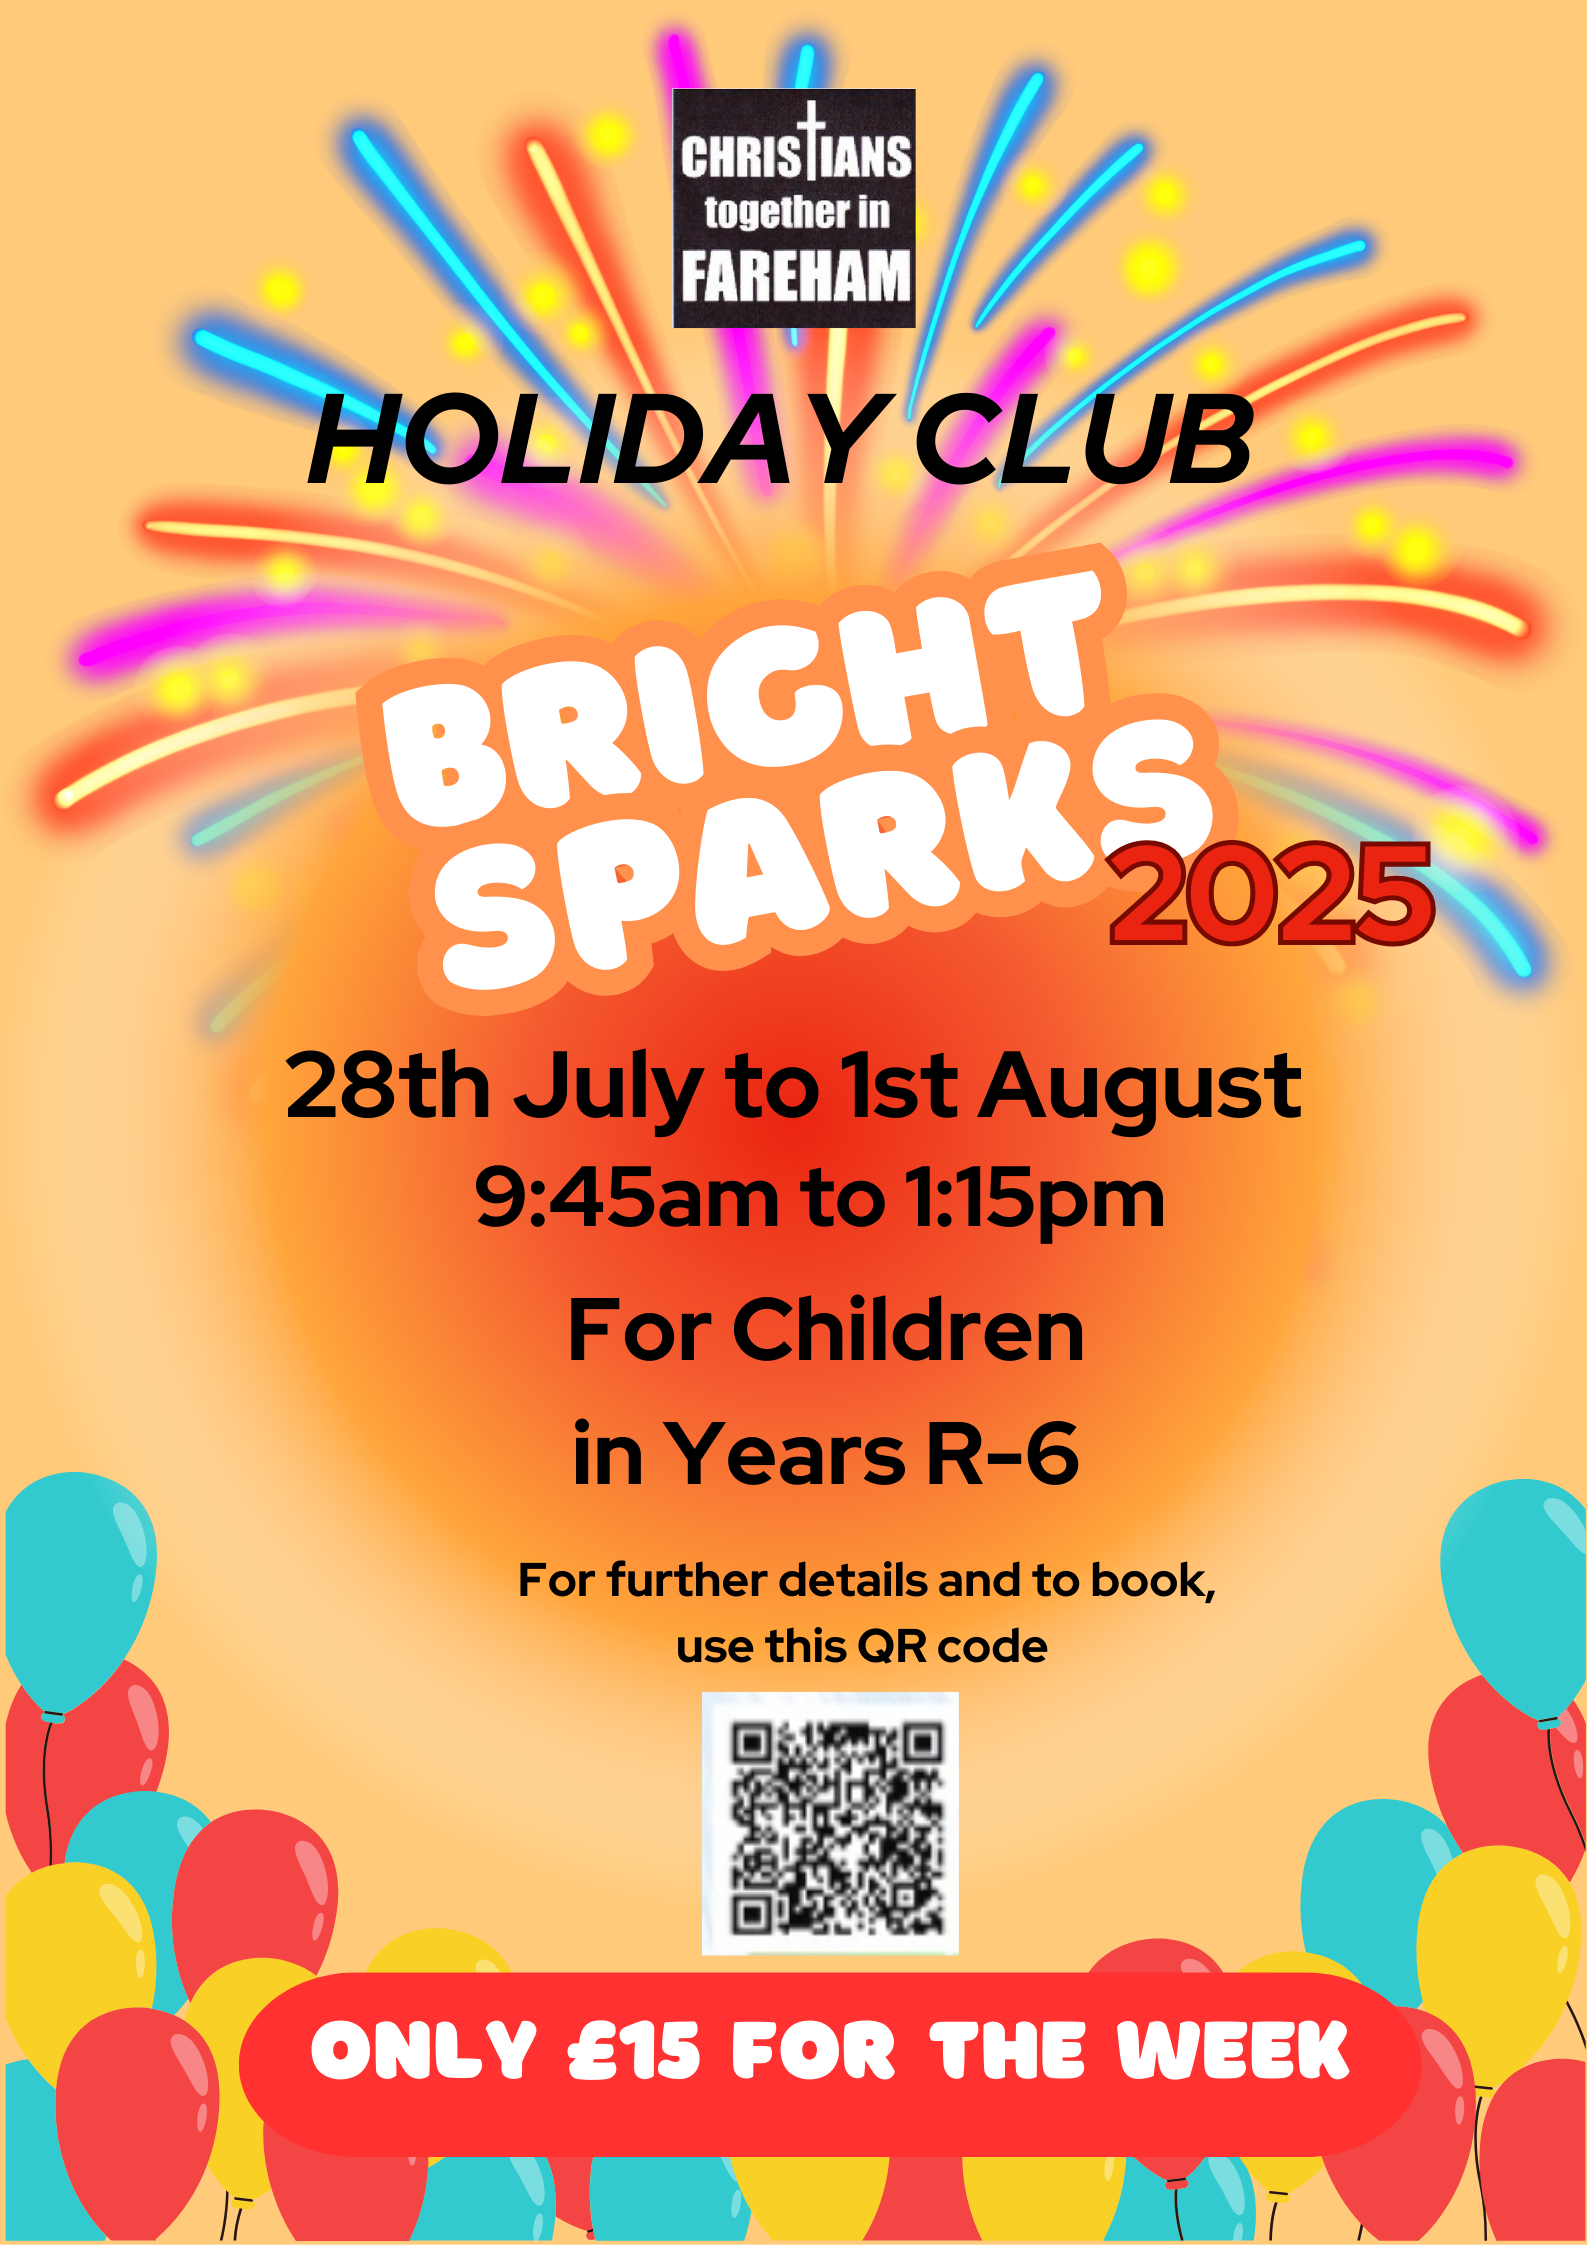 CHRISTIANS
together in
FAREHAM
HOLIDAY CLUB
BRIGHT
SPARKS
2025
28th July to 1st August
9:45am to 1:15pm
For Children
in Years R-6
For further details and to book,
use this QR code
ONLY £15 FOR THE WEEK